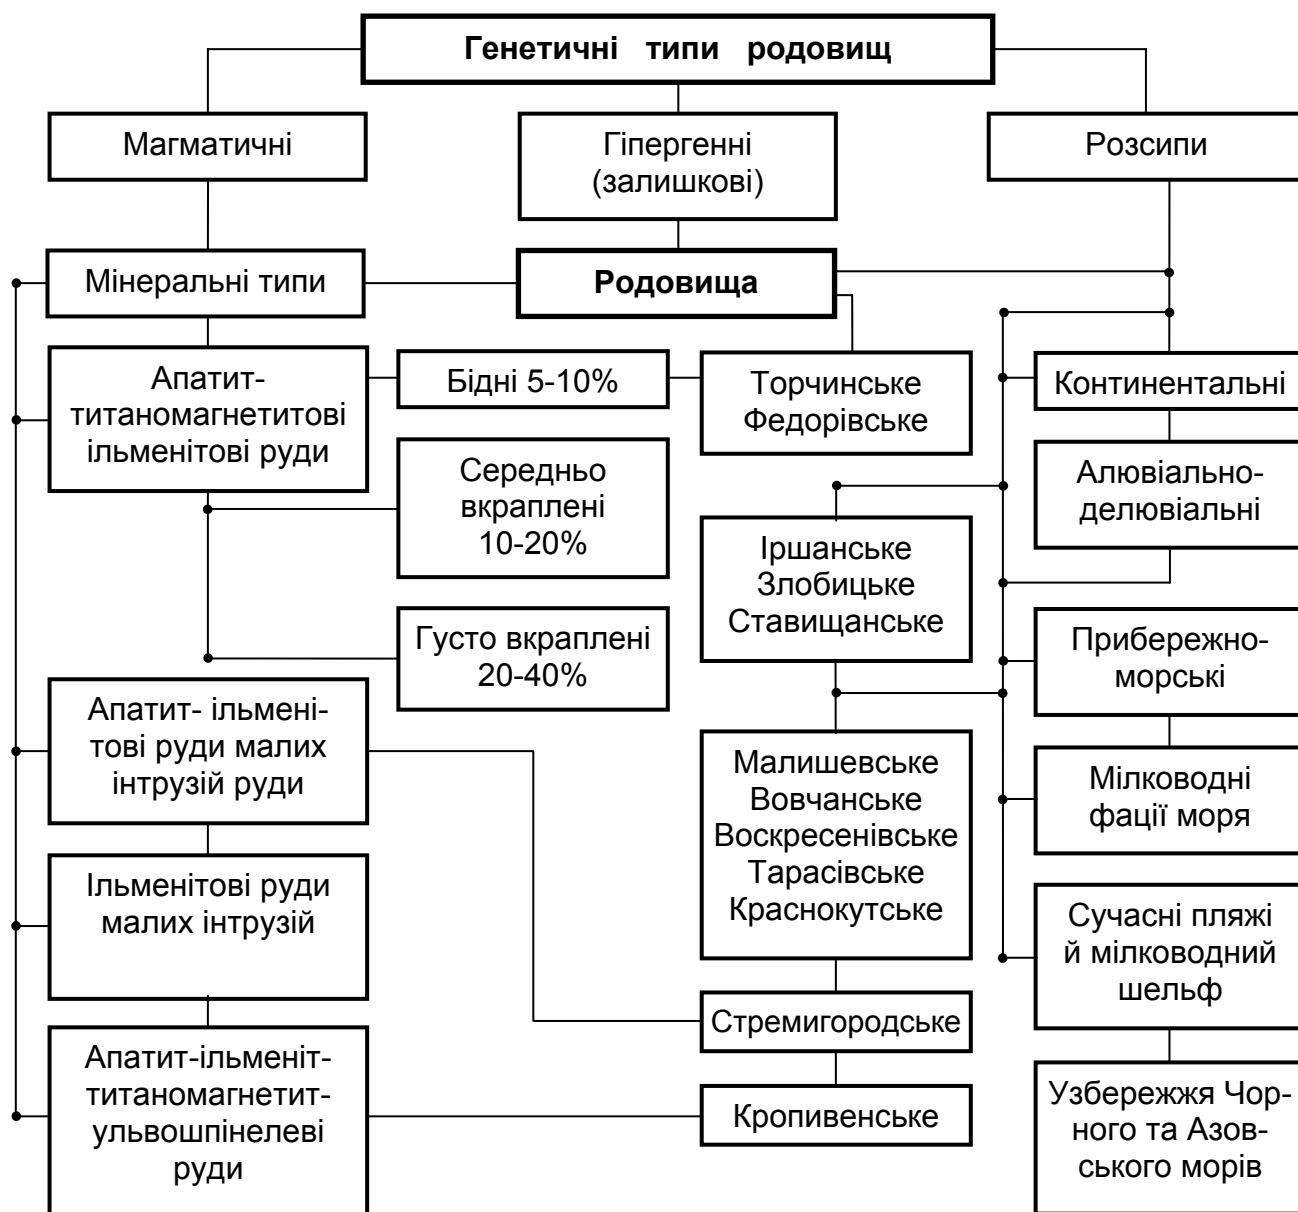 Генетичні типи родовищ
Магматичні
Гіпергенні
(залишкові)
Розсипи
Мінеральні типи
Родовища
Апатит-
титаномагнетитові
ільменітові руди
Бідні 5-10%
Торчинське
Федорівське
Континентальні
Середньо
вкраплені
10-20%
Алювіально-
делювіальні
Іршанське
Злобицьке
Ставищанське
Густо вкраплені
20-40%
Прибережно-
морські
Апатит- ільмені-
тові руди малих
інтрузій руди
Малишевське
Вовчанське
Воскресенівське
Тарасівське
Краснокутське
Мілководні
фації моря
Ільменітові руди
малих інтрузій
Сучасні пляжі
й мілководний
шельф
Стремигородське
Апатит-ільменіт-
титаномагнетит-
ульвошпінелеві
руди
Кропивенське
Узбережжя Чор-
ного та Азов-
ського морів